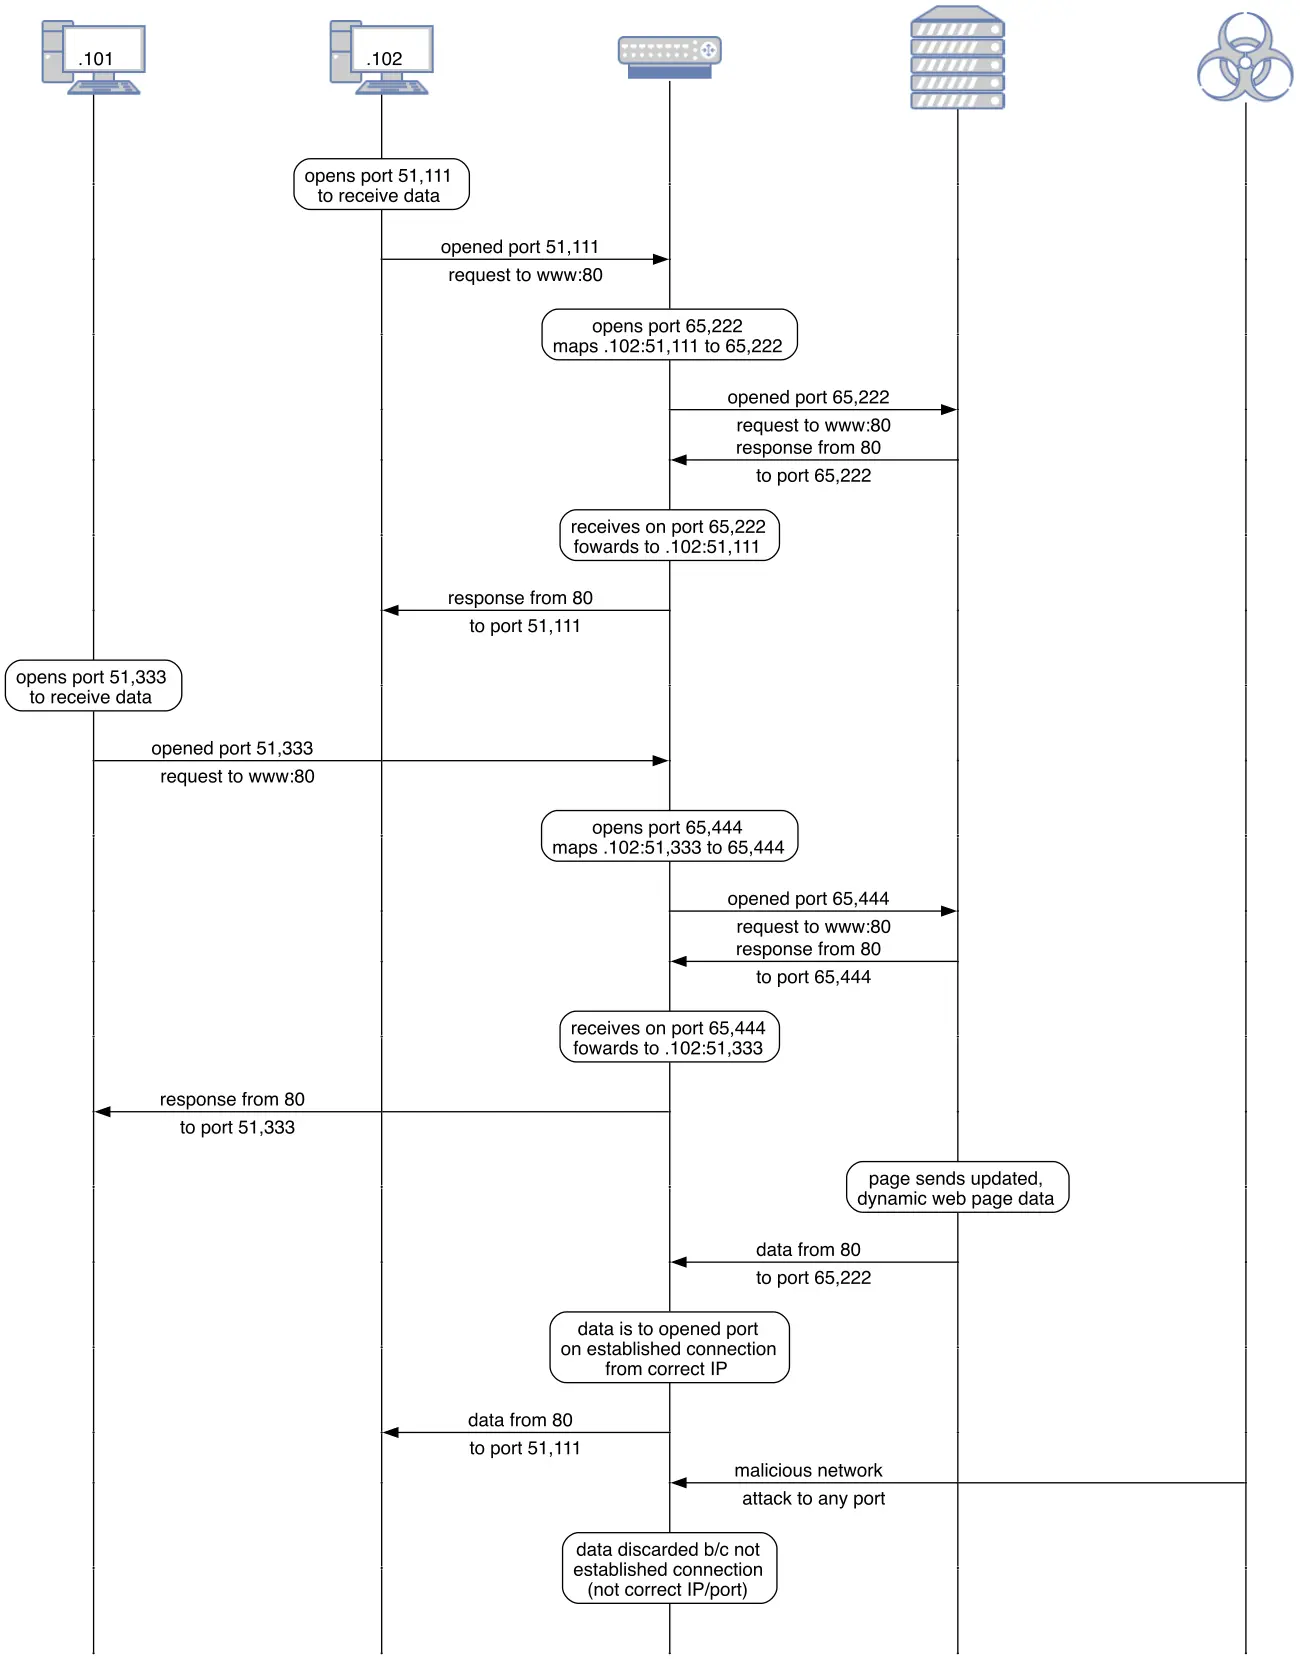 .101
.102
opens port 51,111
to receive data
opened port 51,111
request to www:80
opens port 65,222
maps .102:51,111 to 65,222
opened port 65,222
request to www:80
response from 80
to port 65,222
receives on port 65,222
fowards to .102:51,111
response from 80
to port 51,111
opens port 51,333
to receive data
opened port 51,333
request to www:80
opens port 65,444
maps .102:51,333 to 65,444
opened port 65,444
request to www:80
response from 80
to port 65,444
receives on port 65,444
fowards to .102:51,333
response from 80
to port 51,333
page sends updated,
dynamic web page data
data from 80
to port 65,222
data is to opened port
on established connection
from correct IP
data from 80
to port 51,111
malicious network
attack to any port
data discarded b/c not
established connection
(not correct IP/port)